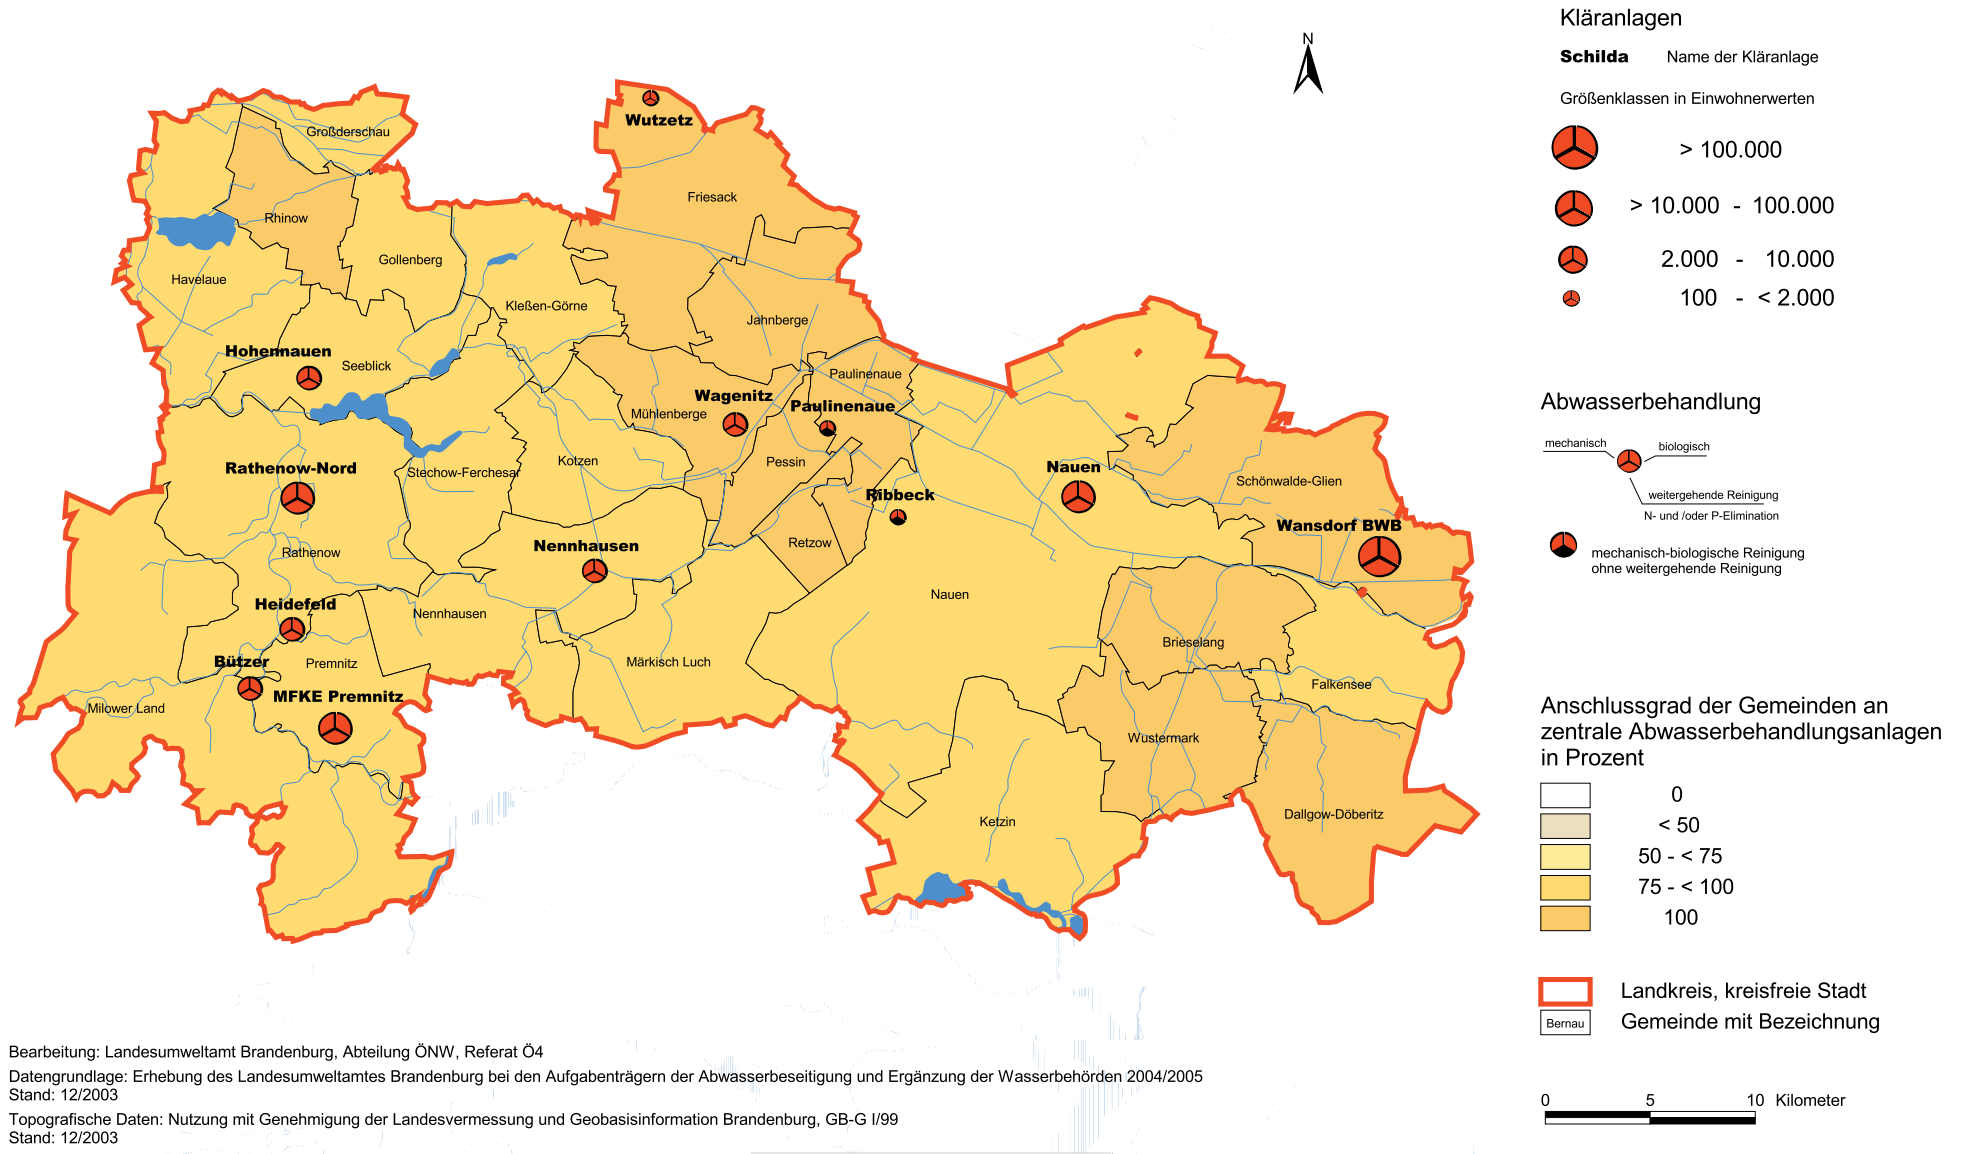 N
Großderschau
Wutzetz
Friesack
Rhinow
Gollenberg
Havelaue
Kleßen-Görne
Jahnberge
Hohennauen
Seeblick
Paulinenaue
Wagenitz
Paulinenaue
Mühlenberge
Rathenow-Nord
Stechow-Ferchesar
Kotzen
Pessin
Nauen
Schönwalde-Glien
Ribbeck
Wansdorf BWB
Nennhausen
Retzow
Rathenow
Nauen
Heidefeld
Nennhausen
Brieselang
Bützer
Premnitz
Märkisch Luch
Falkensee
MFKE Premnitz
Milower Land
Wustermark
Ketzin
Dallgow-Döberitz
Kläranlagen
Schilda Name der Kläranlage
Größenklassen in Einwohnerwerten
> 100.000
> 10.000 - 100.000
2.000 - 10.000
100 - < 2.000
Abwasserbehandlung
mechanisch biologisch
weitergehende Reinigung
N- und /oder P-Elimination
mechanisch-biologische Reinigung
ohne weitergehende Reinigung
Anschlussgrad der Gemeinden an
zentrale Abwasserbehandlungsanlagen
in Prozent
0
< 50
50 - < 75
75 - < 100
100
Landkreis, kreisfreie Stadt
Bernau Gemeinde mit Bezeichnung
0 5 10 Kilometer
Bearbeitung: Landesumweltamt Brandenburg, Abteilung ÖNW, Referat Ö4
Datengrundlage: Erhebung des Landesumweltamtes Brandenburg bei den Aufgabenträgern der Abwasserbeseitigung und Ergänzung der Wasserbehörden 2004/2005
Stand: 12/2003
Topografische Daten: Nutzung mit Genehmigung der Landesvermessung und Geobasisinformation Brandenburg, GB-G I/99
Stand: 12/2003